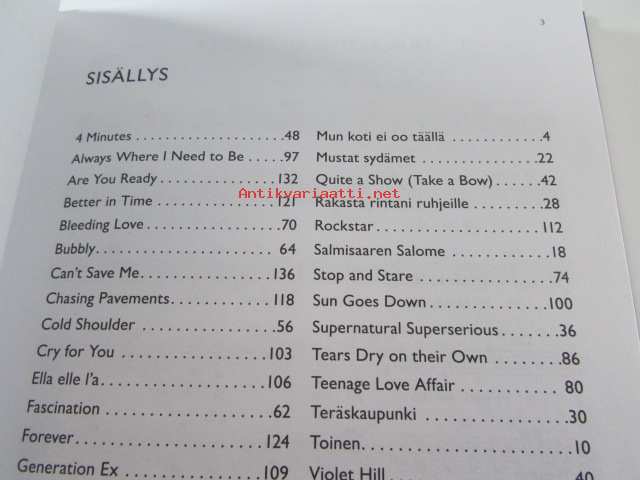 3
SISÄLLYS
4 Minutes . . . . . . . . . . . . . . . . . . . . .48
Always Where I Need to Be . . . . .97
Are You Ready. . . . . . . . . . . . . . . . 132
Better in Time . . . . . . . . . . . . . . . . . 121
Bleeding Love. . . . . . . . . . . . . . . . . . . 70
Bubbly. . . . . . . . . . . . . . . . . . . . . . . . . 64
Can't Save Me. . . . . . . . . . . . . . . . . . 136
Chasing Pavements. . . . . . . . . . . . . . 118
Cold Shoulder . . . . . . . . . . . . . . . . . . 56
Cry for You . . . . . . . . . . . . . . . . . . . .103
Ella elle l'a. . . . . . . . . . . . . . . . . . . . . . 106
Fascination . . . . . . . . . . . . . . . . . . . . . 62
Forever. . . . . . . . . . . . . . . . . . . . . . . . 124
Generation Ex . . . . . . . . . . . . . . . . . .109
Mun koti ei oo täällä . . . . . . . . . . . . .4
Mustat sydämet . . . . . . . . . . . . . . . .22
Quite a Show (Take a Bow). . . . . . 42
Rakasta rintani ruhjeille . . . . . . . . . 28
Rockstar. . . . . . . . . . . . . . . . . . . . . . . 112
Salmisaaren Salome . . . . . . . . . . . . . 18
Stop and Stare . . . . . . . . . . . . . . . . . 74
Sun Goes Down. . . . . . . . . . . . . . . .100
Supernatural Superserious. . . . . . . .36
Tears Dry on their Own . . . . . . . . . 86
Teenage Love Affair . . . . . . . . . . . . . 80
Teräskaupunki . . . . . . . . . . . . . . . . . . 30
Toinen. . . . . . . . . . . . . . . . . . . . . . . . .10
Violet Hill. . . . . . . . . . . . . . . . . . . . . . 40
Antikvariaatti.net